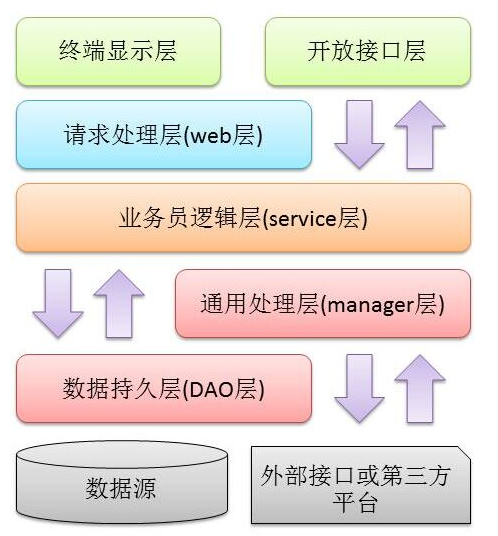 终端显示层
开放接口层
请求处理层(web层)
业务员逻辑层(service层)
通用处理层(manager层)
数据持久层(DAO层)
数据源
外部接口或第三方
平台